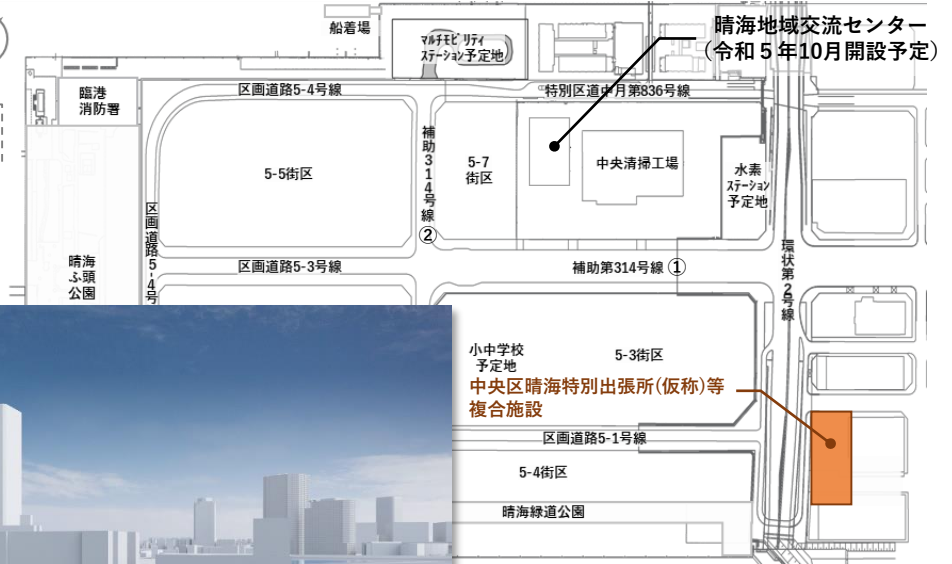 船着場
マルチモビリティ
ステーション予定地
晴海地域交流センター
(令和5年10月開設予定)
臨港
消防署
区画道路5-4号線
特別区道中月第836号線
補助314号線
②
5-5街区
5-7
街区
中央清掃工場
水素
ステーション
予定地
区画道路5-4号
晴海
ふ頭
公園
区画道路5-3号線
補助第314号線
①
環状第2号線
小中学校
予定地
5-3街区
中央区晴海特別出張所(仮称)等
複合施設
区画道路5-1号線
5-4街区
晴海緑道公園